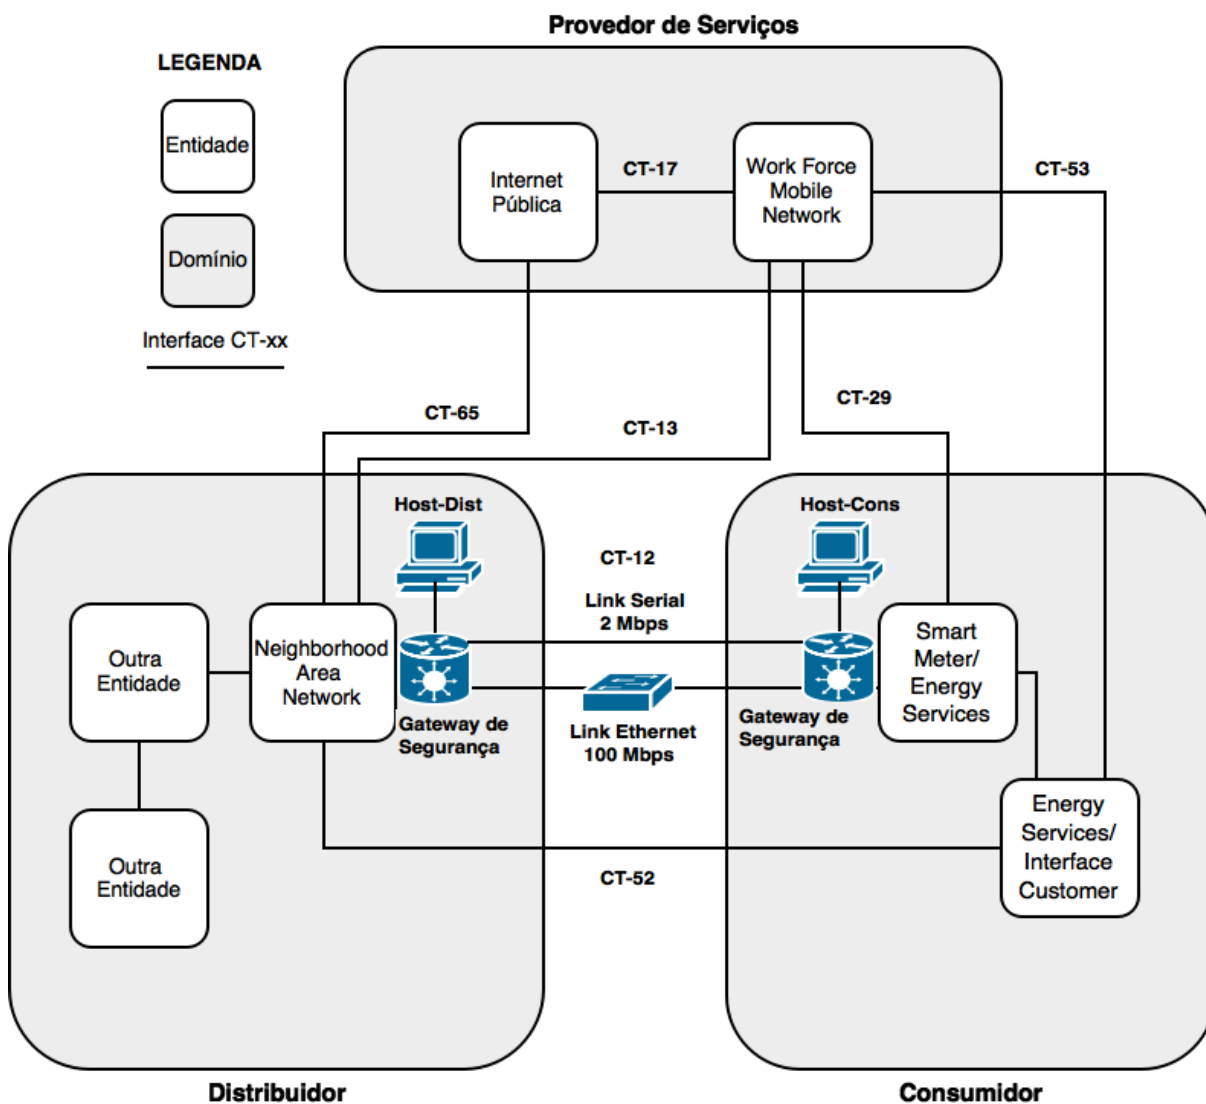 Provedor de Serviços
LEGENDA
Entidade
Domínio
Interface CT-xx
Internet
Pública
CT-17
Work Force
Mobile
Network
CT-53
CT-65
CT-13
CT-29
Host-Dist
Host-Cons
CT-12
Link Serial
2 Mbps
Outra
Entidade
Neighborhood
Area
Network
Gateway de
Segurança
Link Ethernet
100 Mbps
Gateway de
Segurança
Smart
Meter/
Energy
Services
Outra
Entidade
CT-52
Energy
Services/
Interface
Customer
Distribuidor
Consumidor